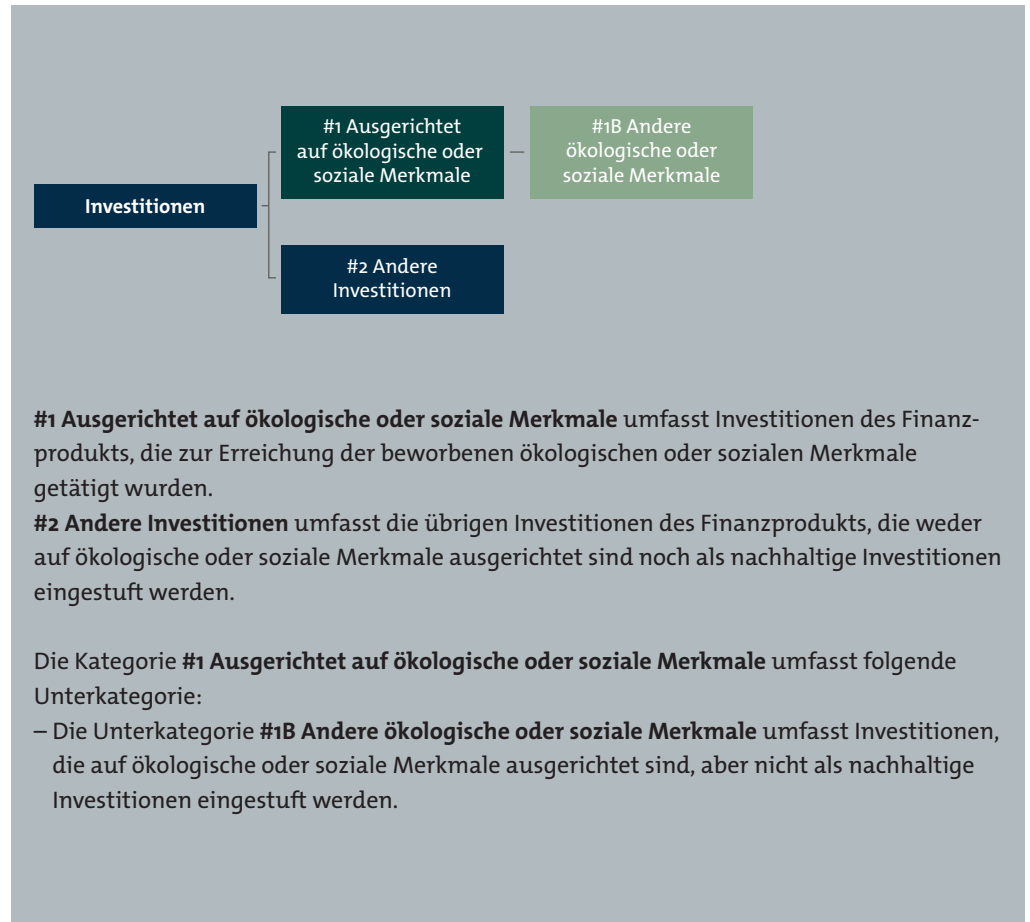 #1 Ausgerichtet
auf ökologische oder
soziale Merkmale
#1B Andere
ökologische oder
soziale Merkmale
Investitionen
#2 Andere
Investitionen
#1 Ausgerichtet auf ökologische oder soziale Merkmale umfasst Investitionen des Finanz-
produkts, die zur Erreichung der beworbenen ökologischen oder sozialen Merkmale
getätigt wurden.
#2 Andere Investitionen umfasst die übrigen Investitionen des Finanzprodukts, die weder
auf ökologische oder soziale Merkmale ausgerichtet sind noch als nachhaltige Investitionen
eingestuft werden.
Die Kategorie #1 Ausgerichtet auf ökologische oder soziale Merkmale umfasst folgende
Unterkategorie:
– Die Unterkategorie #1B Andere ökologische oder soziale Merkmale umfasst Investitionen,
die auf ökologische oder soziale Merkmale ausgerichtet sind, aber nicht als nachhaltige
Investitionen eingestuft werden.